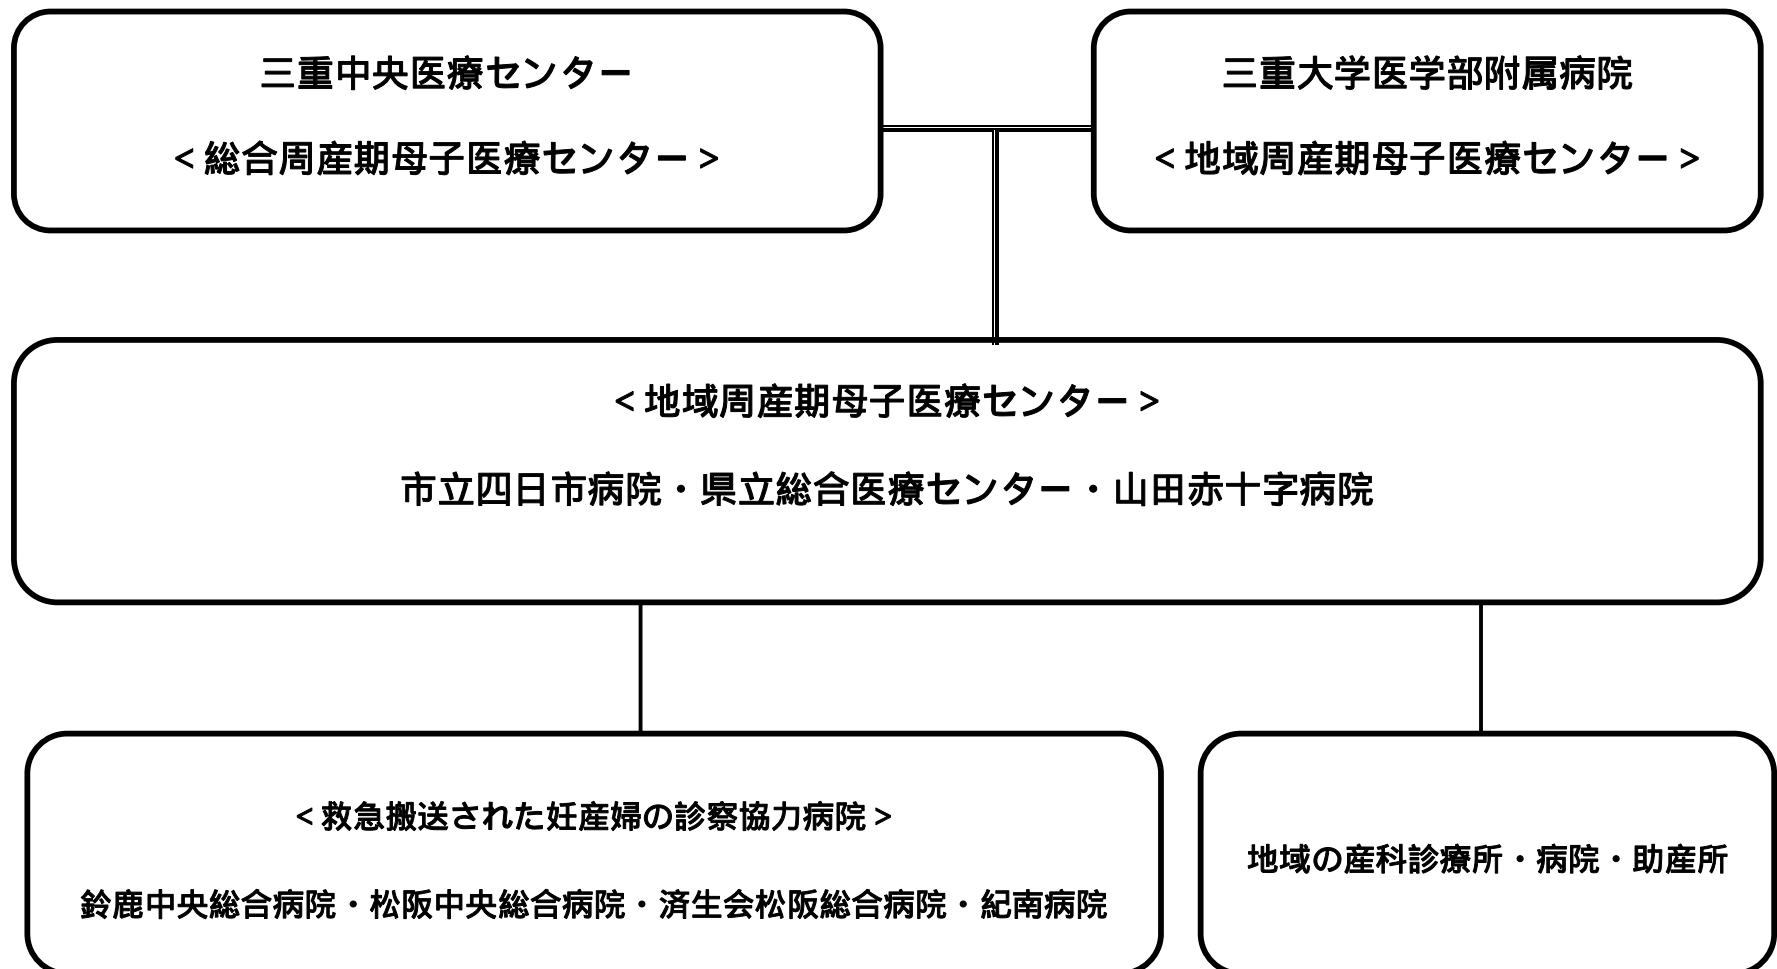 三重中央医療センター
＜総合周産期母子医療センター＞
三重大学医学部附属病院
＜地域周産期母子医療センター＞
＜地域周産期母子医療センター＞
市立四日市病院・県立総合医療センター・山田赤十字病院
＜救急搬送された妊産婦の診察協力病院＞
鈴鹿中央総合病院・松阪中央総合病院・済生会松阪総合病院・紀南病院
地域の産科診療所・病院・助産所